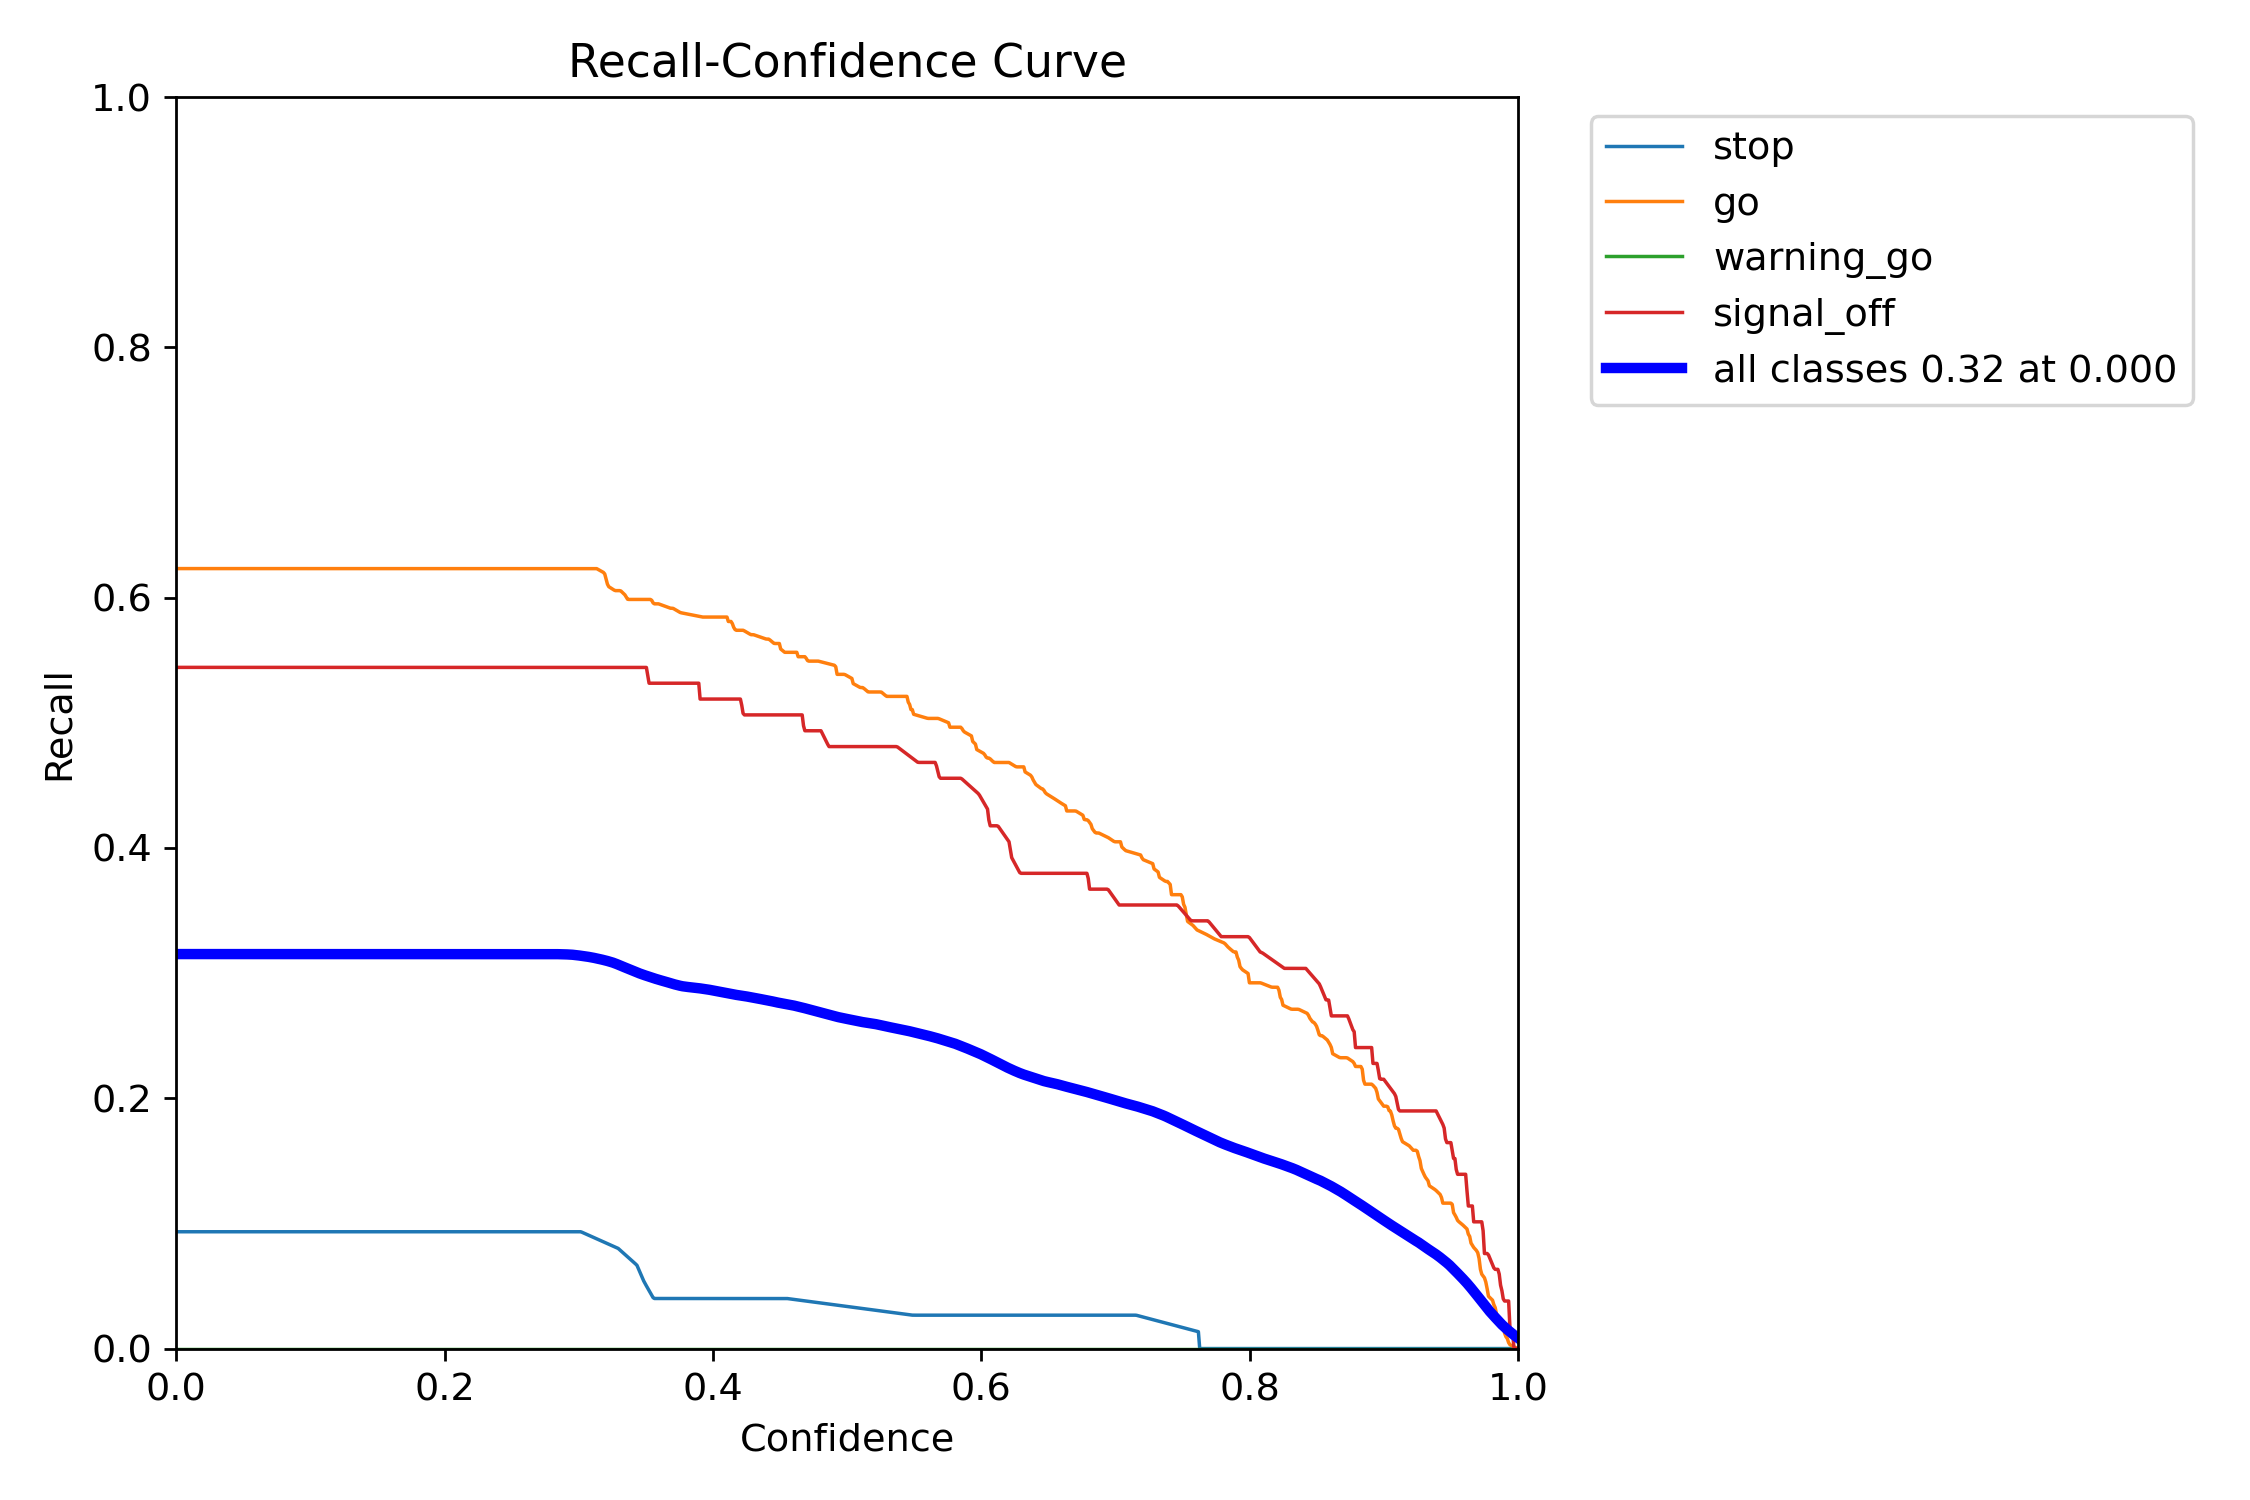 Recall-Confidence Curve
1.0
0.8
0.6
0.4
0.2
0.0
Recall
0.0 0.2 0.4 0.6 0.8 1.0
Confidence
stop
go
warning_go
signal_off
all classes 0.32 at 0.000